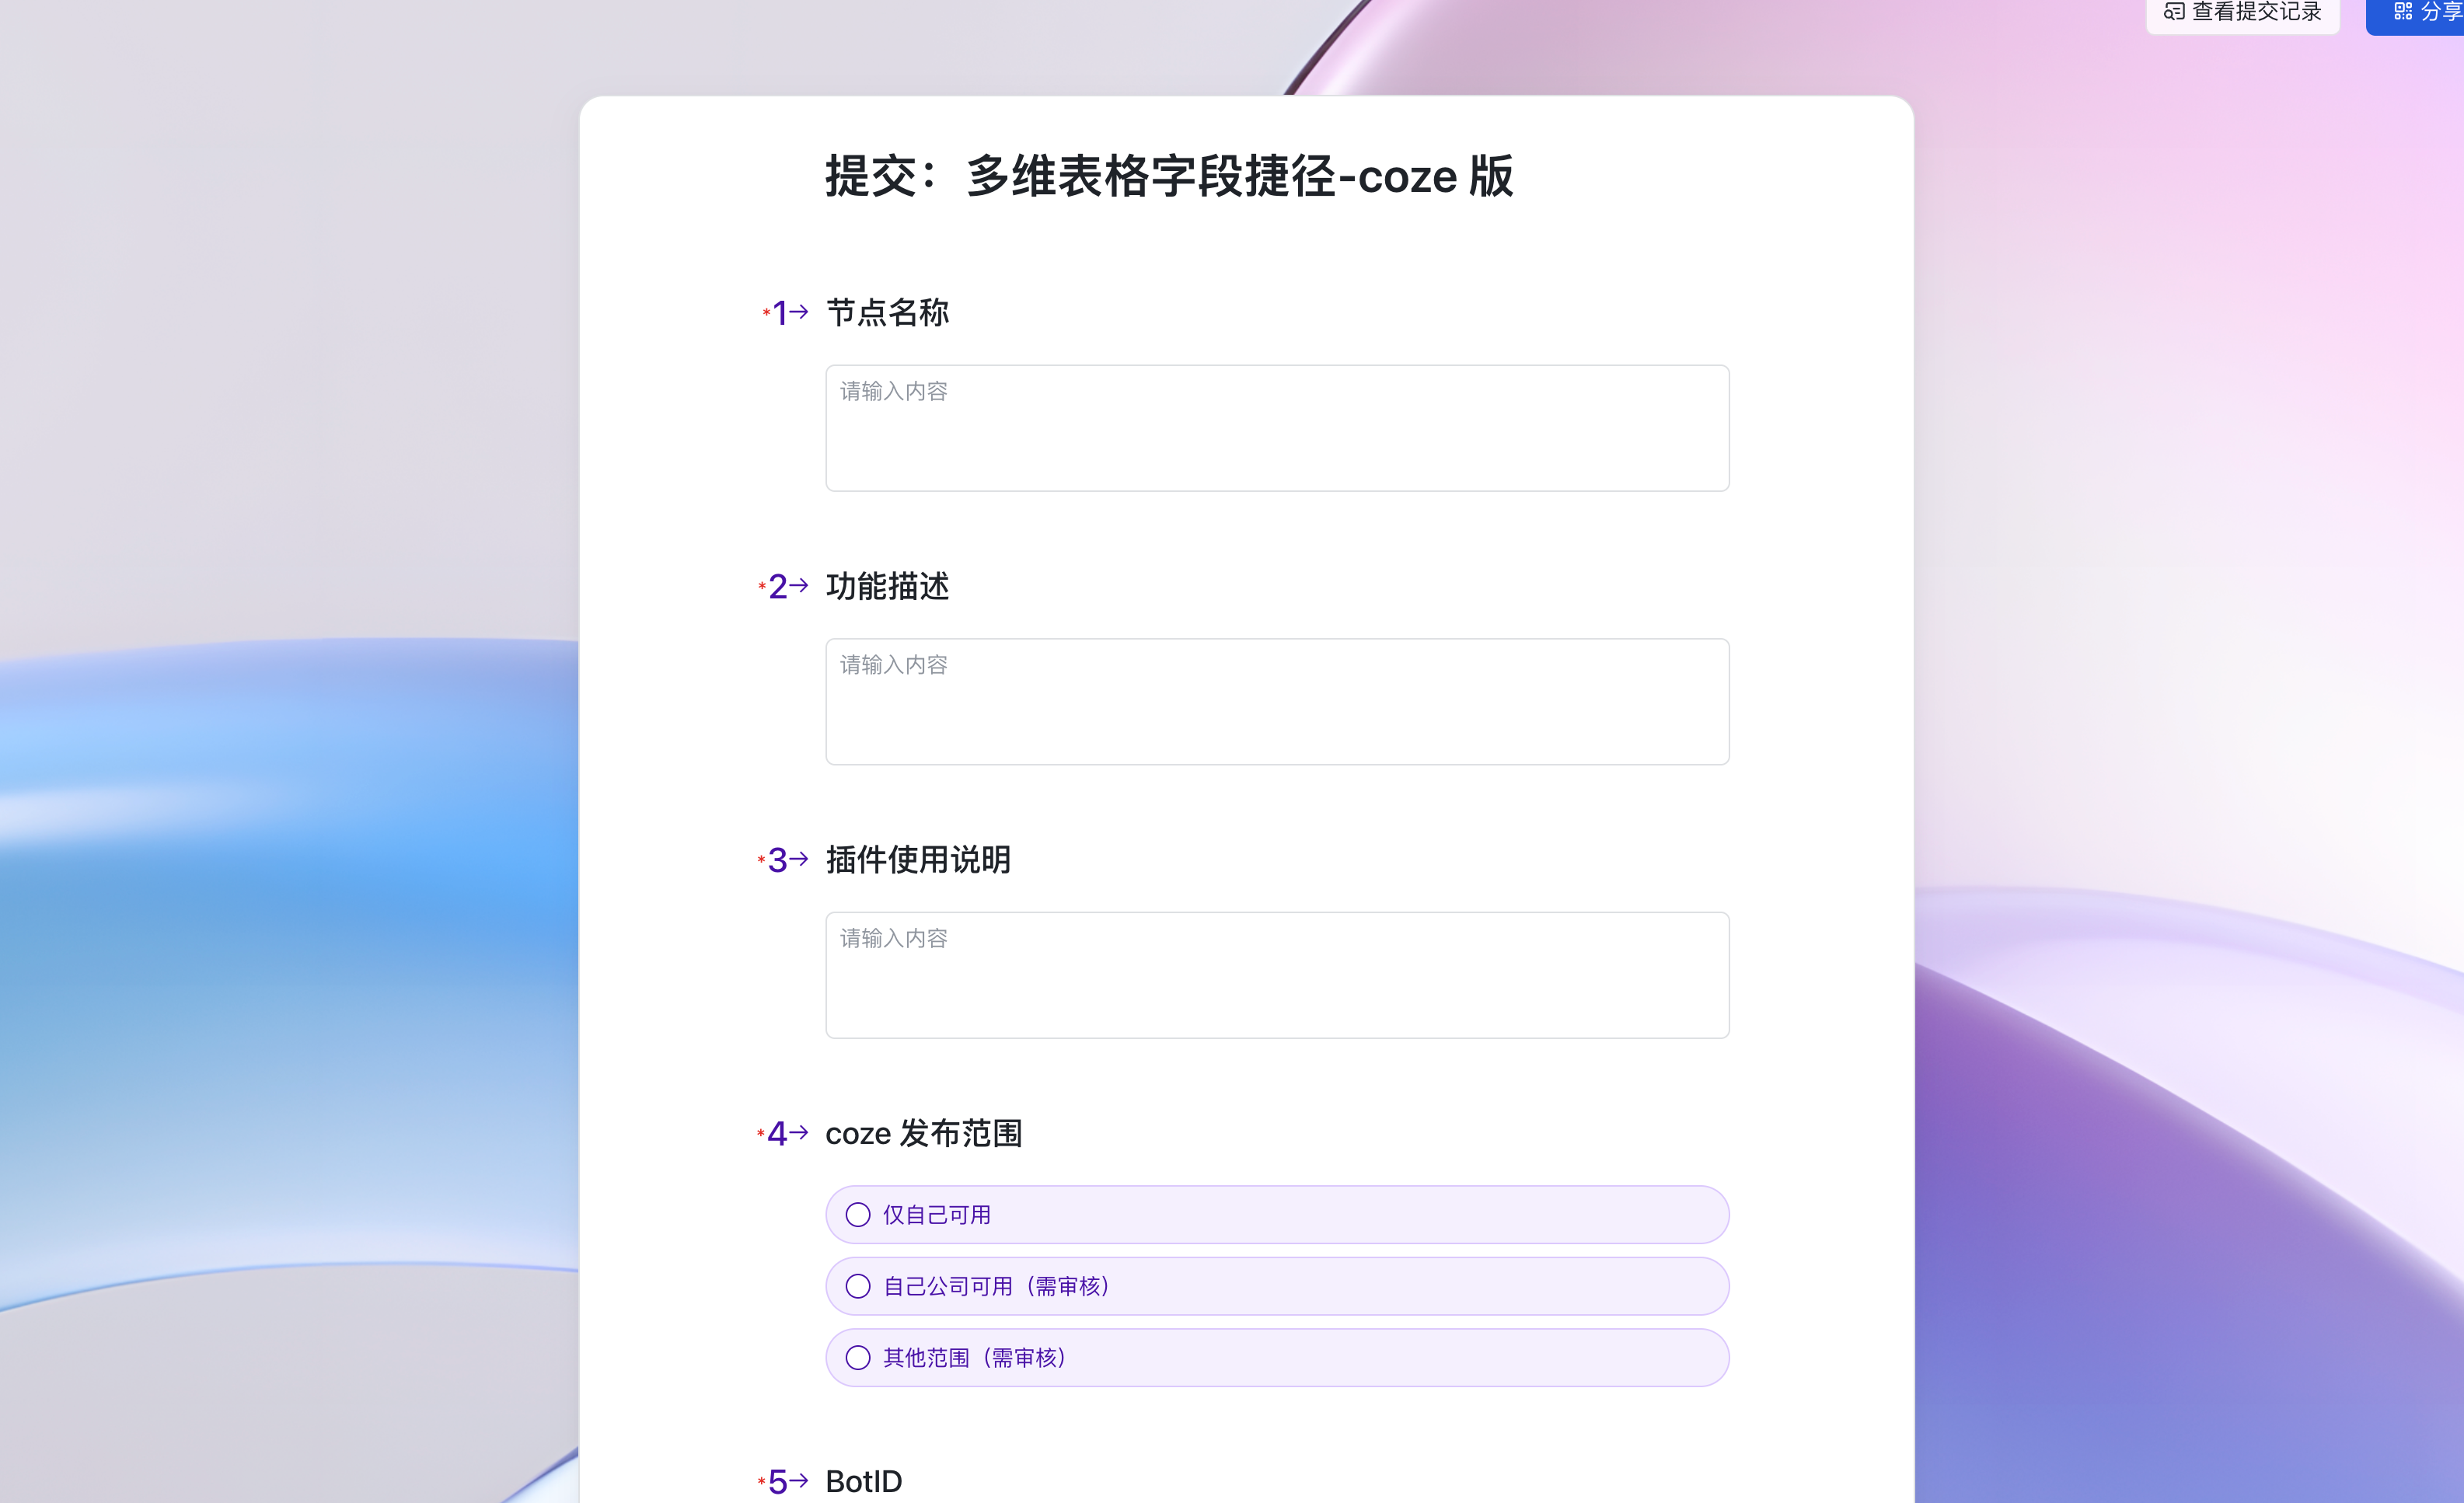 查看提交记录
分享
提交：多维表格字段捷径-coze 版
*1→ 节点名称
请输入内容
*2→ 功能描述
请输入内容
*3→ 插件使用说明
请输入内容
*4→ coze 发布范围
仅自己可用
自己公司可用（需审核）
其他范围（需审核）
*5→ BotID